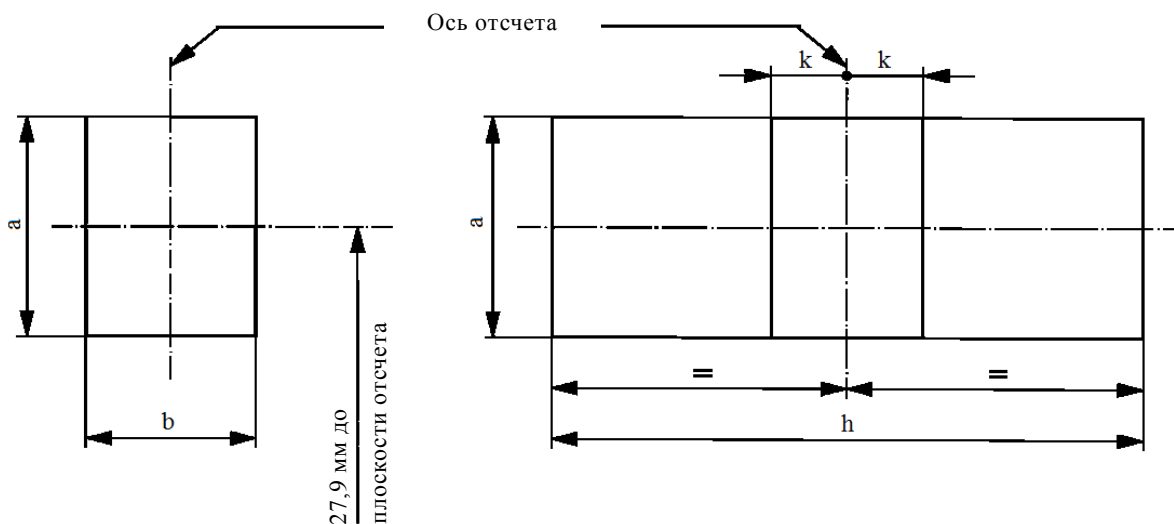 Ось отсчета
k k
a
a
=
=
b
h
27,9 мм до
плоскости отсчета